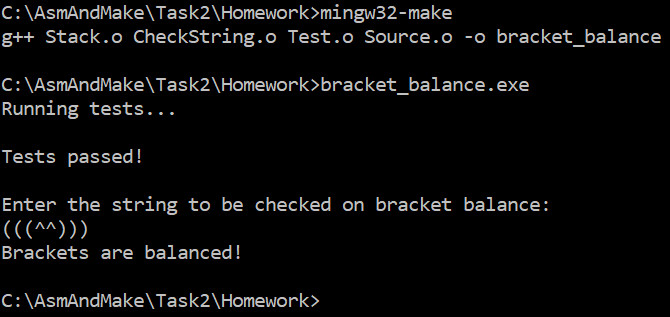 C:\AsmAndMake\Task2\Homework>mingw32-make
g++ Stack.o CheckString.o Test.o Source.o -o bracket_balance
C:\AsmAndMake\Task2\Homework>bracket_balance.exe
Running tests...
Tests passed!
Enter the string to be checked on bracket balance:
(((^^)))
Brackets are balanced!
C:\AsmAndMake\Task2\Homework>